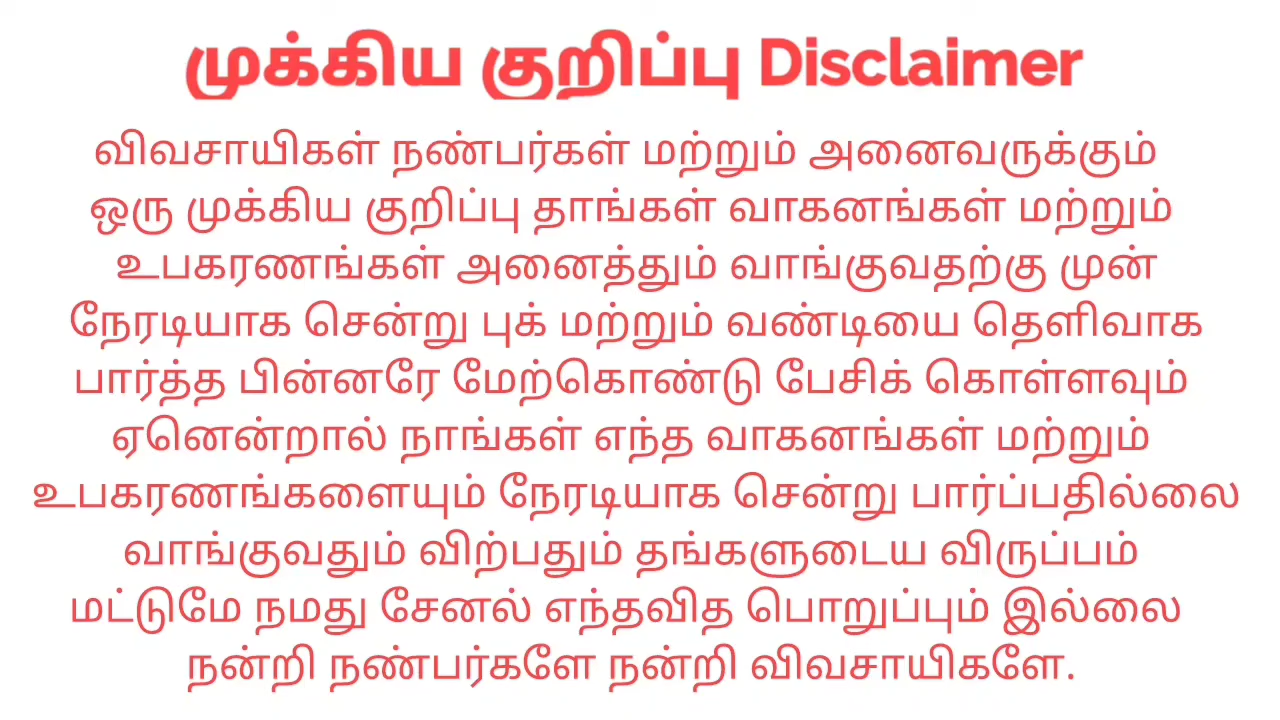 முக்கிய குறிப்பு Disclaimer
விவசாயிகள் நண்பர்கள் மற்றும் அனைவருக்கும்
ஒரு முக்கிய குறிப்பு தாங்கள் வாகனங்கள் மற்றும்
உபகரணங்கள் அனைத்தும் வாங்குவதற்கு முன்
நேரடியாக சென்று புக் மற்றும் வண்டியை தெளிவாக
பார்த்த பின்னரே மேற்கொண்டு பேசிக் கொள்ளவும்
ஏனென்றால் நாங்கள் எந்த வாகனங்கள் மற்றும்
உபகரணங்களையும் நேரடியாக சென்று பார்ப்பதில்லை
வாங்குவதும் விற்பதும் தங்களுடைய விருப்பம்
மட்டுமே நமது சேனல் எந்தவித பொறுப்பும் இல்லை
நன்றி நண்பர்களே நன்றி விவசாயிகளே.